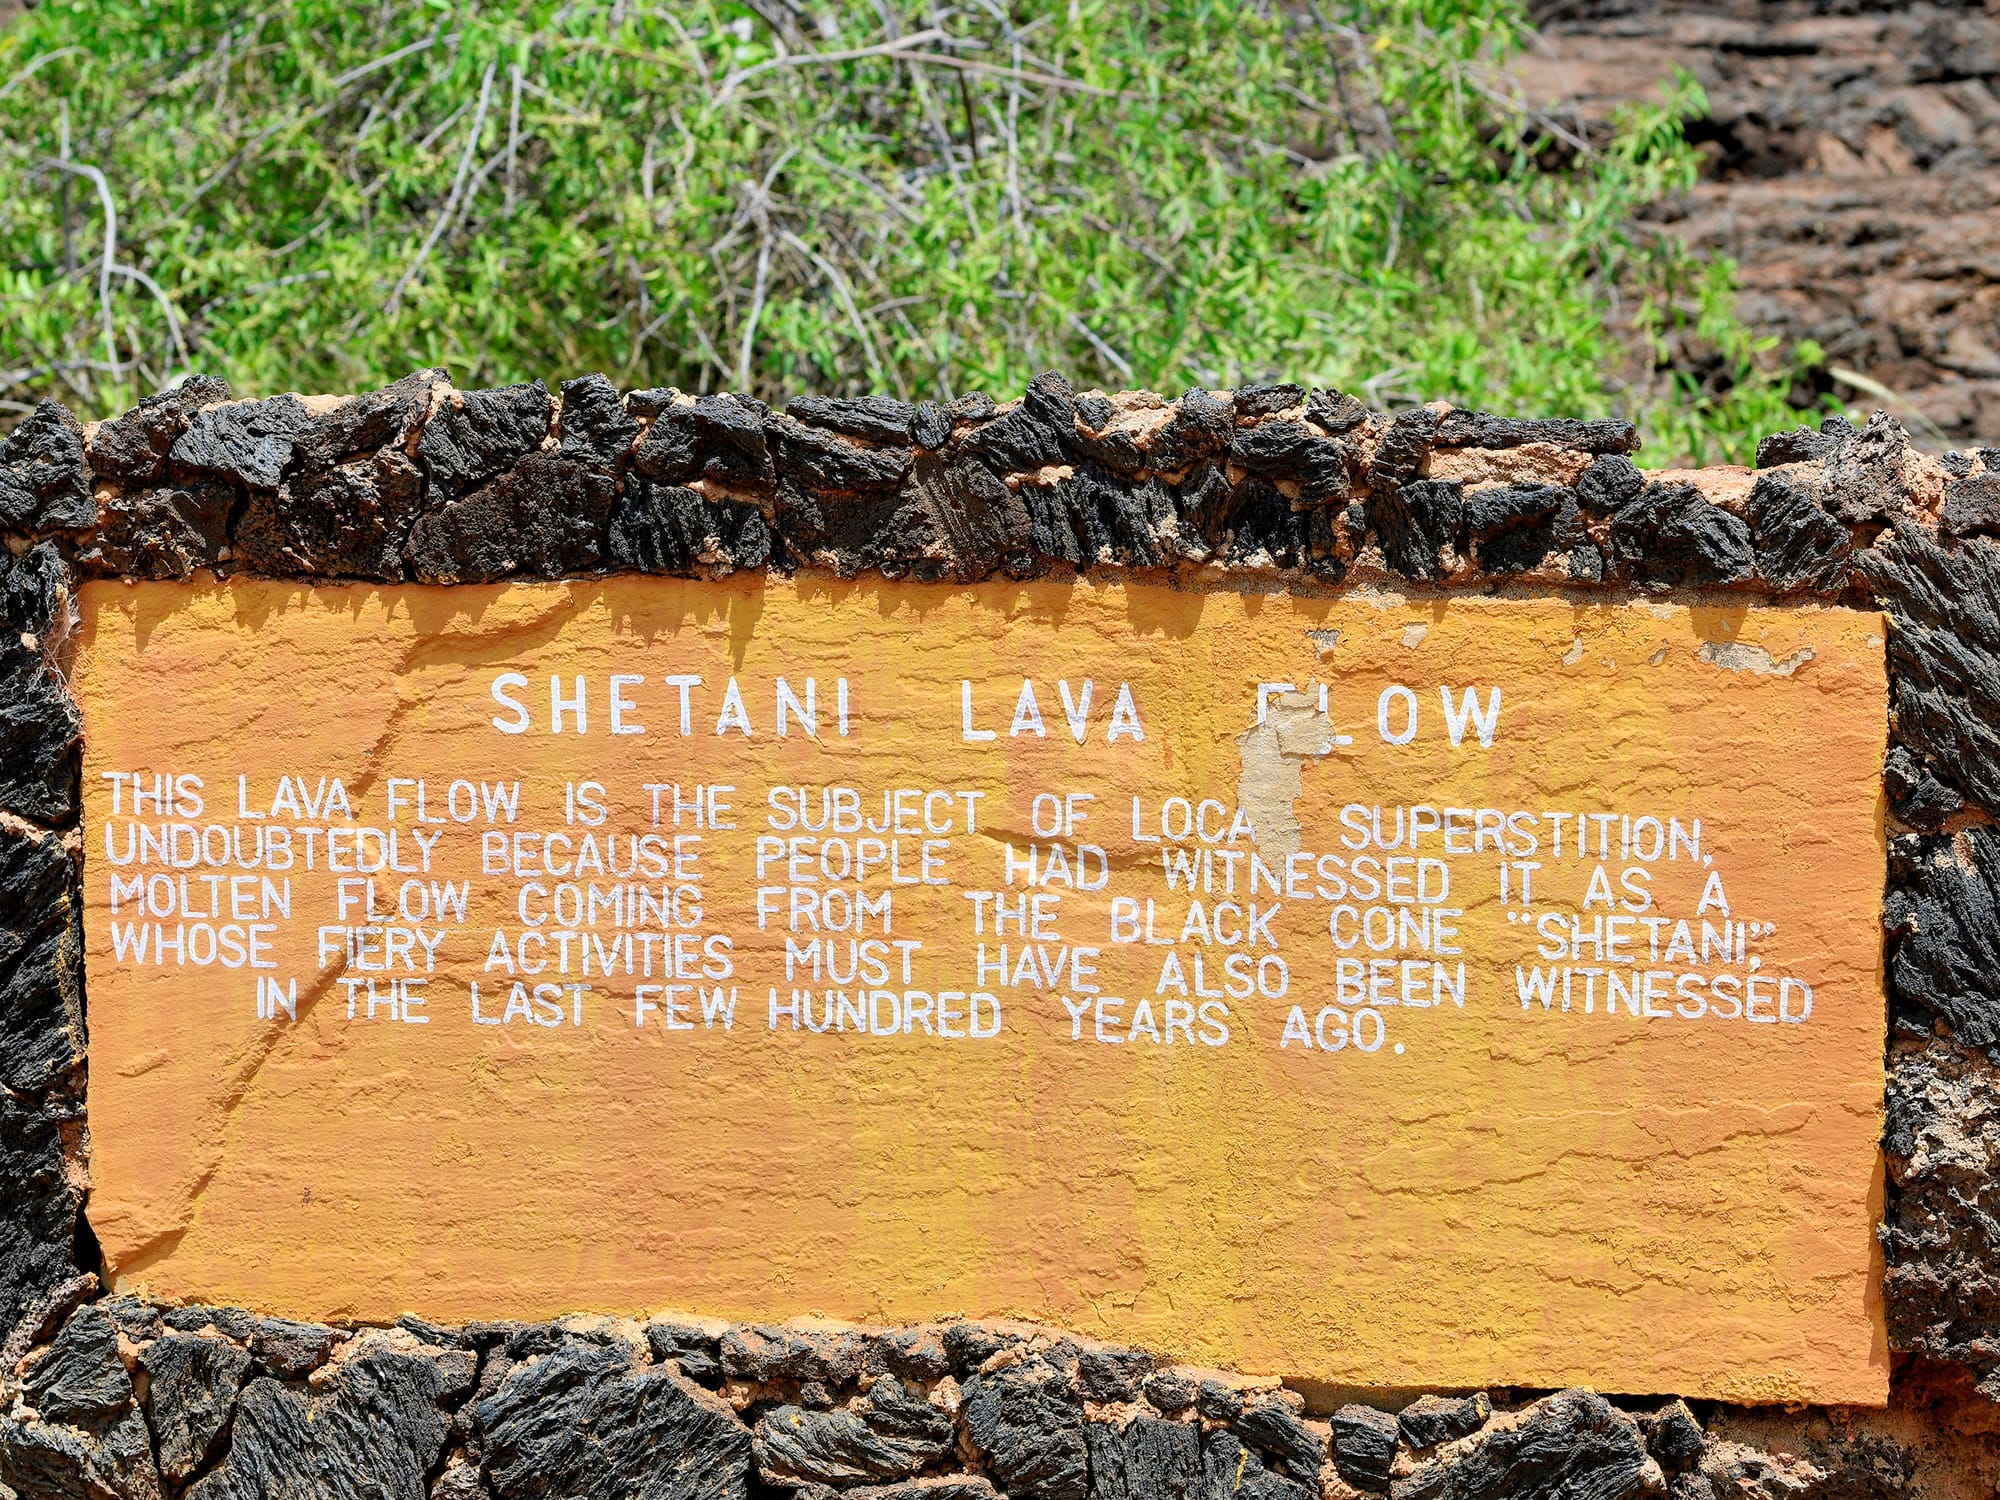 SHETANI LAVA FLOW
THIS LAVA FLOW IS THE SUBJECT OF LOCA SUPERSTITION,
UNDOUBTEDLY BECAUSE PEOPLE HAD WITNESSED IT AS A
MOLTEN FLOW COMING FROM THE BLACK CONE "SHETANI,"
WHOSE FIERY ACTIVITIES MUST HAVE ALSO BEEN WITNESSED
IN THE LAST FEW HUNDRED YEARS AGO.